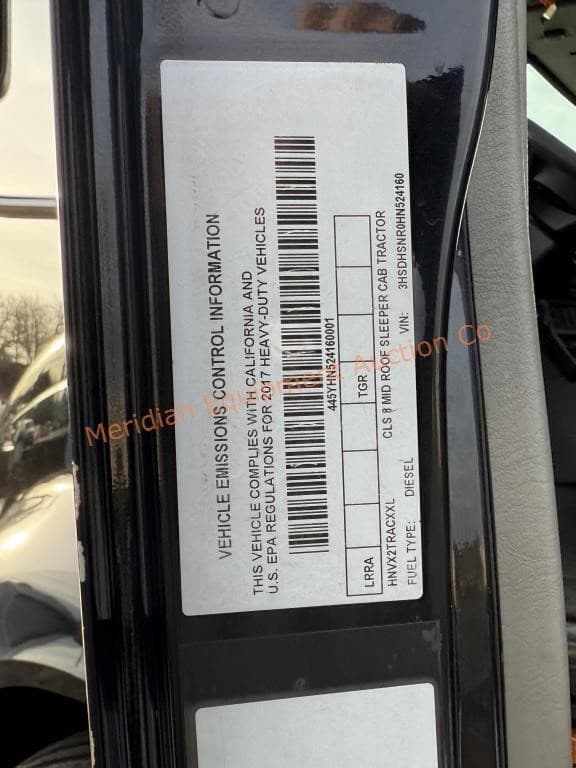 VEHICLE EMISSIONS CONTROL INFORMATION
THIS VEHICLE COMPLIES WITH CALIFORNIA AND
U.S. EPA REGULATIONS FOR 2017 HEAVY-DUTY VEHICLES
445YHN524160001
LRRA TGR
HNVX2TRACXXL CLS 8 MID ROOF SLEEPER CAB TRACTOR
FUEL TYPE: DIESEL VIN: 3HSDHSNR0HN524160
Meridian Equipment Auction Co